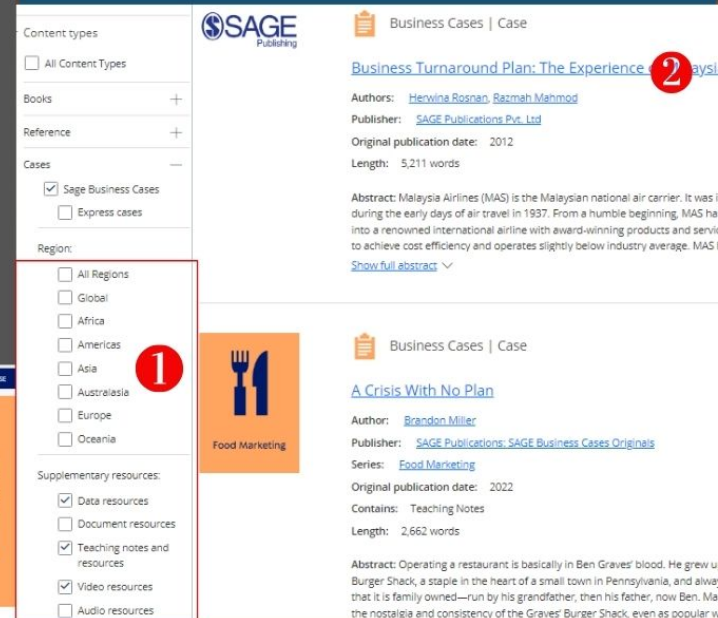 Content types
All Content Types
Books
Reference
Cases
Sage Business Cases
Express cases
Region:
All Regions
Global
Africa
Americas
Asia
Australasia
Europe
Oceania
Supplementary resources:
Data resources
Document resources
Teaching notes and
resources
Video resources
Audio resources
1
SAGE
Publishing
Business Cases | Case
Business Turnaround Plan: The Experience
2
Authors: Herwina Rosnan, Razmah Mahmod
Publisher: SAGE Publications Pvt. Ltd
Original publication date: 2012
Length: 5,211 words
Abstract: Malaysia Airlines (MAS) is the Malaysian national air carrier. It was
during the early days of air travel in 1937. From a humble beginning, MAS
into a renowned international airline with award-winning products and
to achieve cost efficiency and operates slightly below industry average. MAS
Show full abstract
Food Marketing
Business Cases | Case
A Crisis With No Plan
Author: Brandon Miller
Publisher: SAGE Publications: SAGE Business Cases Originals
Series: Food Marketing
Original publication date: 2022
Contains: Teaching Notes
Length: 2,662 words
Abstract: Operating a restaurant is basically in Ben Graves' blood. He grew
Burger Shack, a staple in the heart of a small town in Pennsylvania, and
that it is family owned—run by his grandfather, then his father, now Ben.
the nostalgia and consistency of the Graves' Burger Shack, even as popular